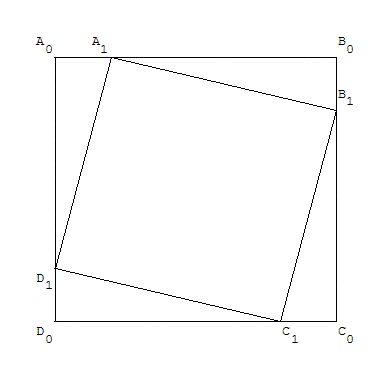 A₀ A₁ B₀
B₁
D₁
D₀ C₁ C₀